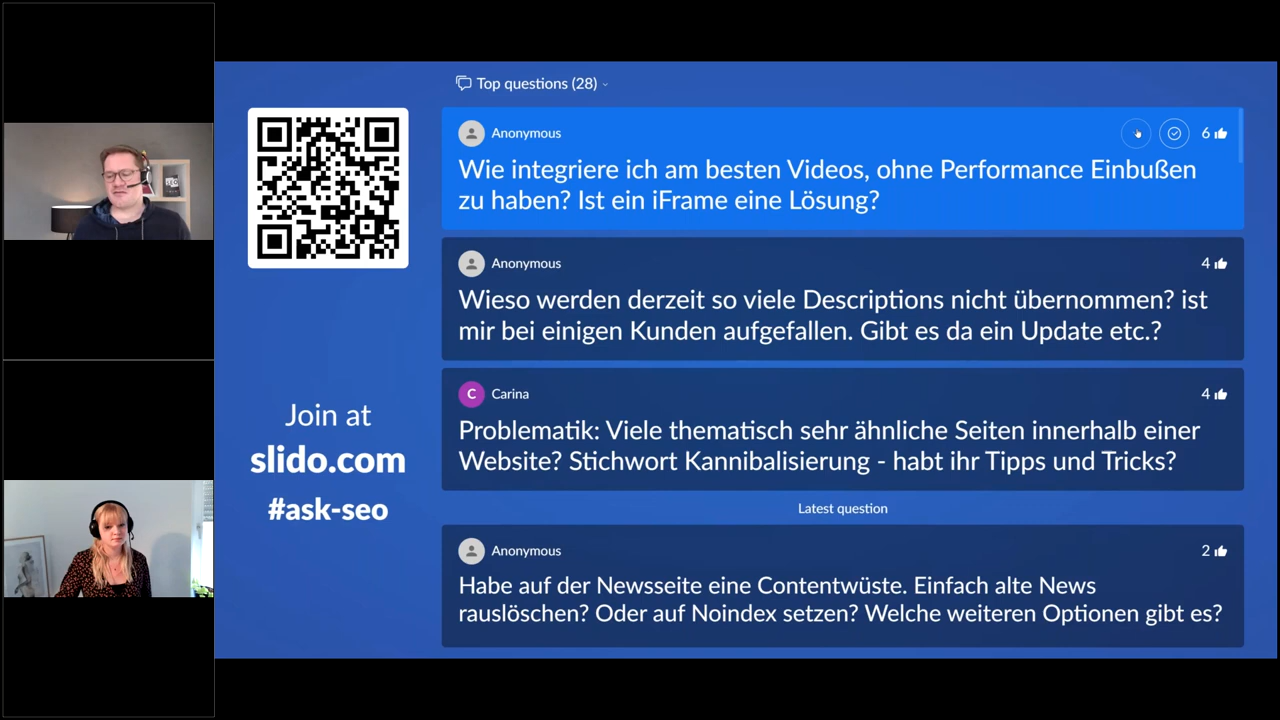 Top questions (28)
Anonymous
6
Wie integriere ich am besten Videos, ohne Performance Einbußen
zu haben? Ist ein iFrame eine Lösung?
Anonymous
4
Wieso werden derzeit so viele Descriptions nicht übernommen? ist
mir bei einigen Kunden aufgefallen. Gibt es da ein Update etc.?
C
Carina
4
Problematik: Viele thematisch sehr ähnliche Seiten innerhalb einer
Website? Stichwort Kannibalisierung - habt ihr Tipps und Tricks?
Latest question
Anonymous
2
Habe auf der Newsseite eine Contentwüste. Einfach alte News
rauslöschen? Oder auf Noindex setzen? Welche weiteren Optionen gibt es?
Join at
slido.com
#ask-seo